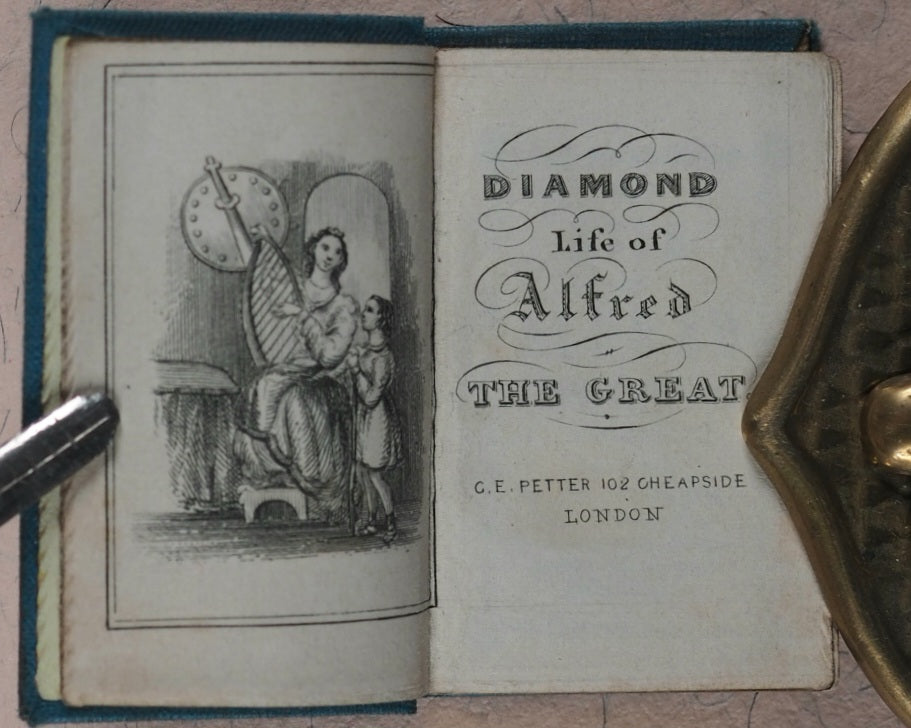 DIAMOND
Life of
Alfred
THE GREAT.
G. E. PETTER 102 CHEAPSIDE
LONDON